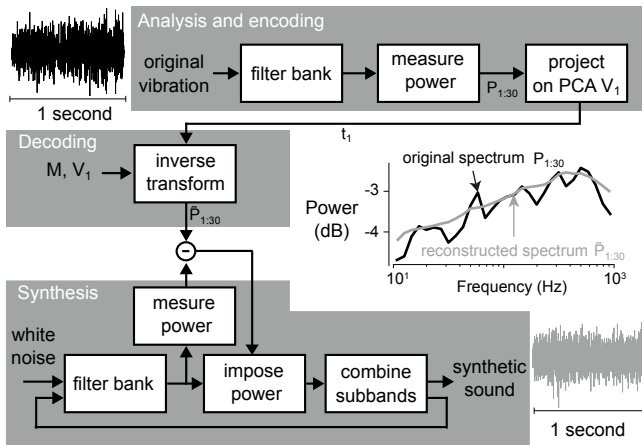 Analysis and encoding
original
vibration
filter bank
measure
power
P1:30
project
on PCA V1
1 second
t1
Decoding
M, V1
inverse
transform
P̃1:30
original spectrum P1:30
Power
(dB)
-3
-4
reconstructed spectrum P̃1:30
10¹
10³
Frequency (Hz)
Synthesis
mesure
power
white
noise
filter bank
impose
power
combine
subbands
synthetic
sound
1 second